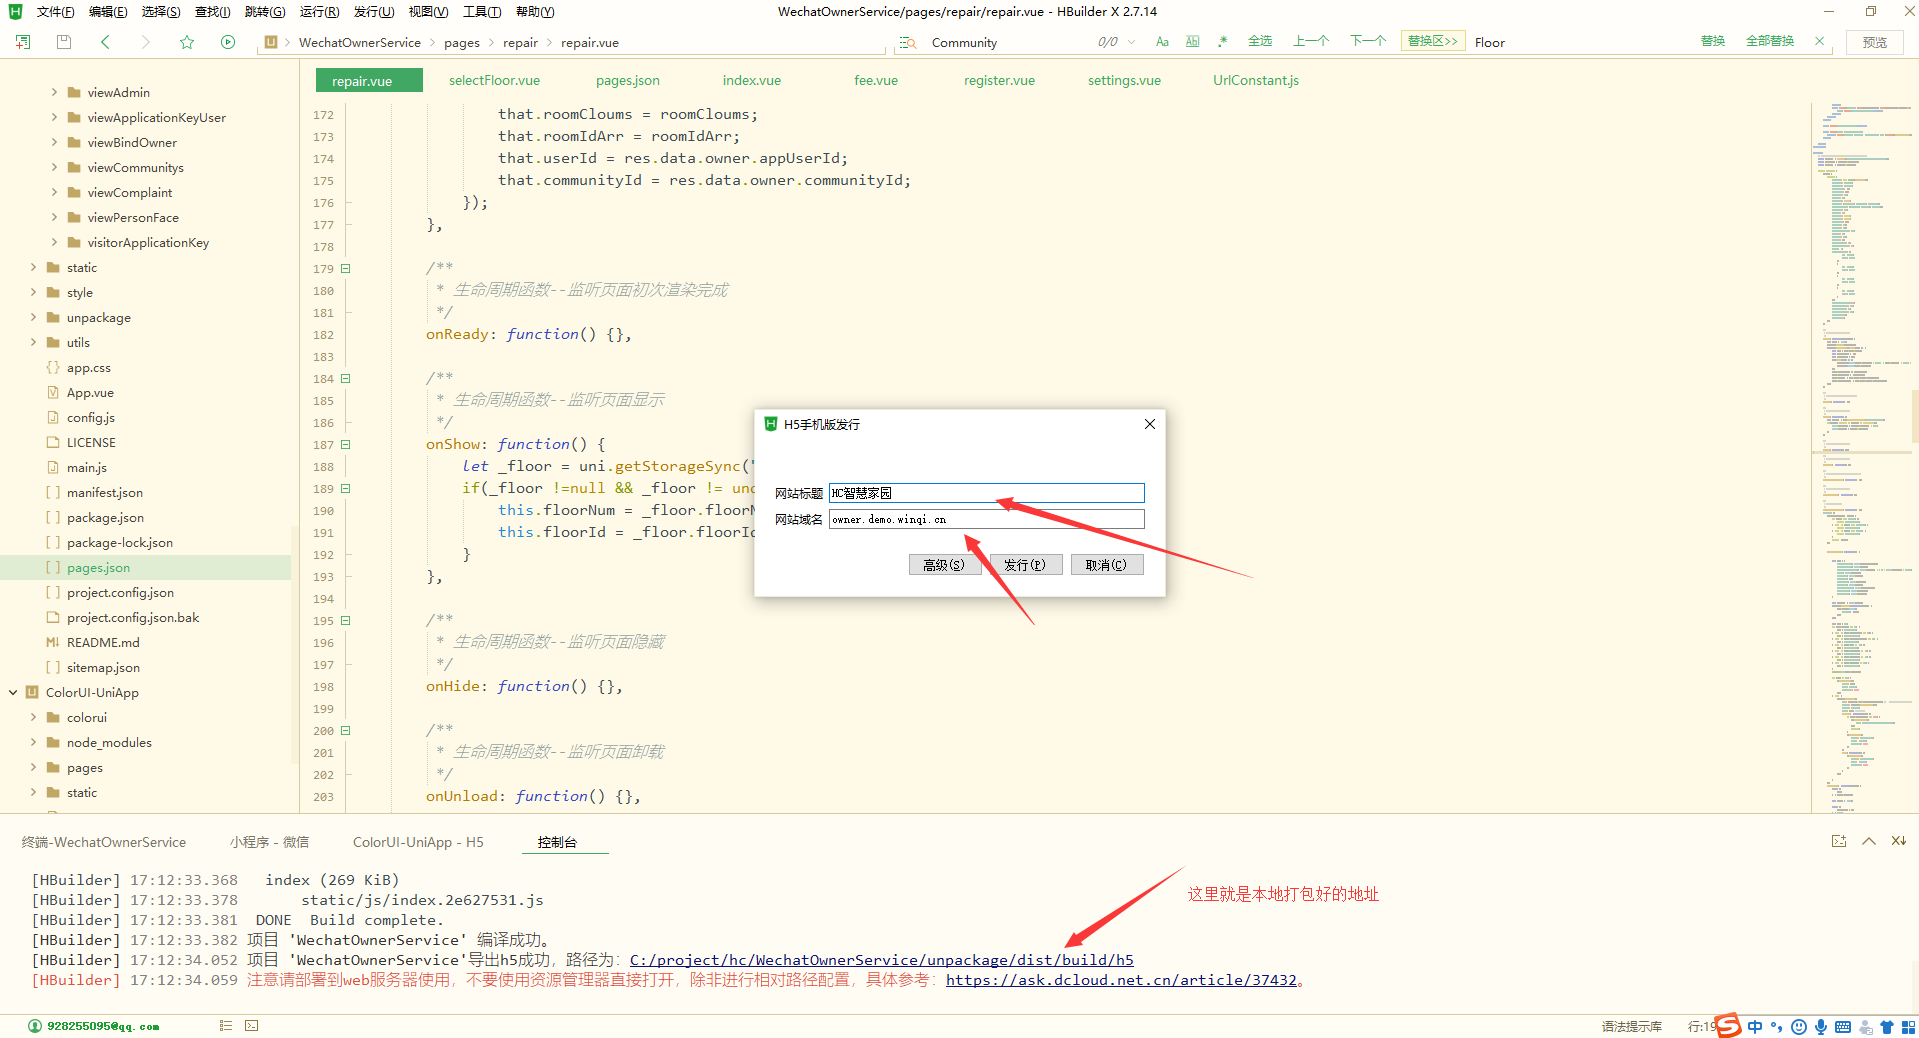 文件(F) 编辑(E) 选择(S) 查找(I) 跳转(G) 运行(R) 发行(U) 视图(V) 工具(T) 帮助(Y)
WechatOwnerService/pages/repair/repair.vue - HBuilder X 2.7.14
WechatOwnerService pages repair repair.vue
Community 0/0 Aa Ab .* 全选 上一个 下一个 替换区>> Floor 替换 全部替换 预览
viewAdmin
viewApplicationKeyUser
viewBindOwner
viewCommunitys
viewComplaint
viewPersonFace
visitorApplicationKey
static
style
unpackage
utils
app.css
App.vue
config.js
LICENSE
main.js
manifest.json
package.json
package-lock.json
pages.json
project.config.json
project.config.json.bak
README.md
sitemap.json
ColorUI-UniApp
colorui
node_modules
pages
static
repair.vue selectFloor.vue pages.json index.vue fee.vue register.vue settings.vue UrlConstant.js
172 that.roomCloums = roomCloums;
173 that.roomIdArr = roomIdArr;
174 that.userId = res.data.owner.appUserId;
175 that.communityId = res.data.owner.communityId;
176 });
177 },
178
179 /**
180 * 生命周期函数--监听页面初次渲染完成
181 */
182 onReady: function() {},
183
184 /**
185 * 生命周期函数--监听页面显示
186 */
187 onShow: function() {
188 let _floor = uni.getStorageSync(
189 if(_floor !=null && _floor != und
190 this.floorNum = _floor.floorN
191 this.floorId = _floor.floorId
192 }
193 },
194
195 /**
196 * 生命周期函数--监听页面隐藏
197 */
198 onHide: function() {},
199
200 /**
201 * 生命周期函数--监听页面卸载
202 */
203 onUnload: function() {},
H5手机版发行
网站标题 HC智慧家园
网站域名 owner.demo.winqi.cn
高级(S) 发行(P) 取消(C)
终端-WechatOwnerService 小程序 - 微信 ColorUI-UniApp - H5 控制台
[HBuilder] 17:12:33.368 index (269 KiB)
[HBuilder] 17:12:33.378 static/js/index.2e627531.js
[HBuilder] 17:12:33.381 DONE Build complete.
[HBuilder] 17:12:33.382 项目 'WechatOwnerService' 编译成功。
[HBuilder] 17:12:34.052 项目 'WechatOwnerService'导出h5成功，路径为：C:/project/hc/WechatOwnerService/unpackage/dist/build/h5
[HBuilder] 17:12:34.059 注意请部署到web服务器使用，不要使用资源管理器直接打开，除非进行相对路径配置，具体参考：https://ask.dcloud.net.cn/article/37432。
这里就是本地打包好的地址
928255095@qq.com
语法提示库 行:19
中